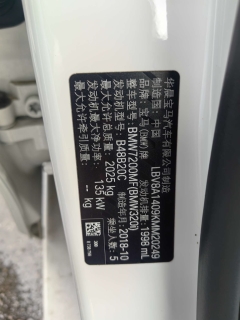 华晨宝马汽车有限公司制造
制造国:中国 LBV8A1409KMM20249
品牌:宝马(BMW)牌 发动机排量:1998 mL
整车型号:BMW7200MF(BMW320i)
发动机型号:B48B20C 制造年月:2018-10
最大允许总质量:2025 kg 乘坐人数:5
发动机最大净功率:135 kW
最大允许牵引质量:-- kg